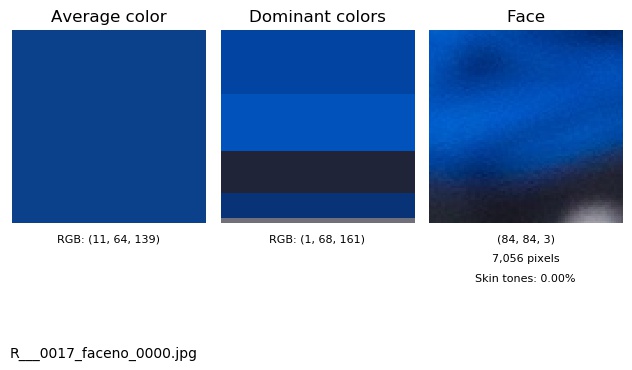 Average color
Dominant colors
Face
RGB: (11, 64, 139)
RGB: (1, 68, 161)
(84, 84, 3)
7,056 pixels
Skin tones: 0.00%
R___0017_faceno_0000.jpg